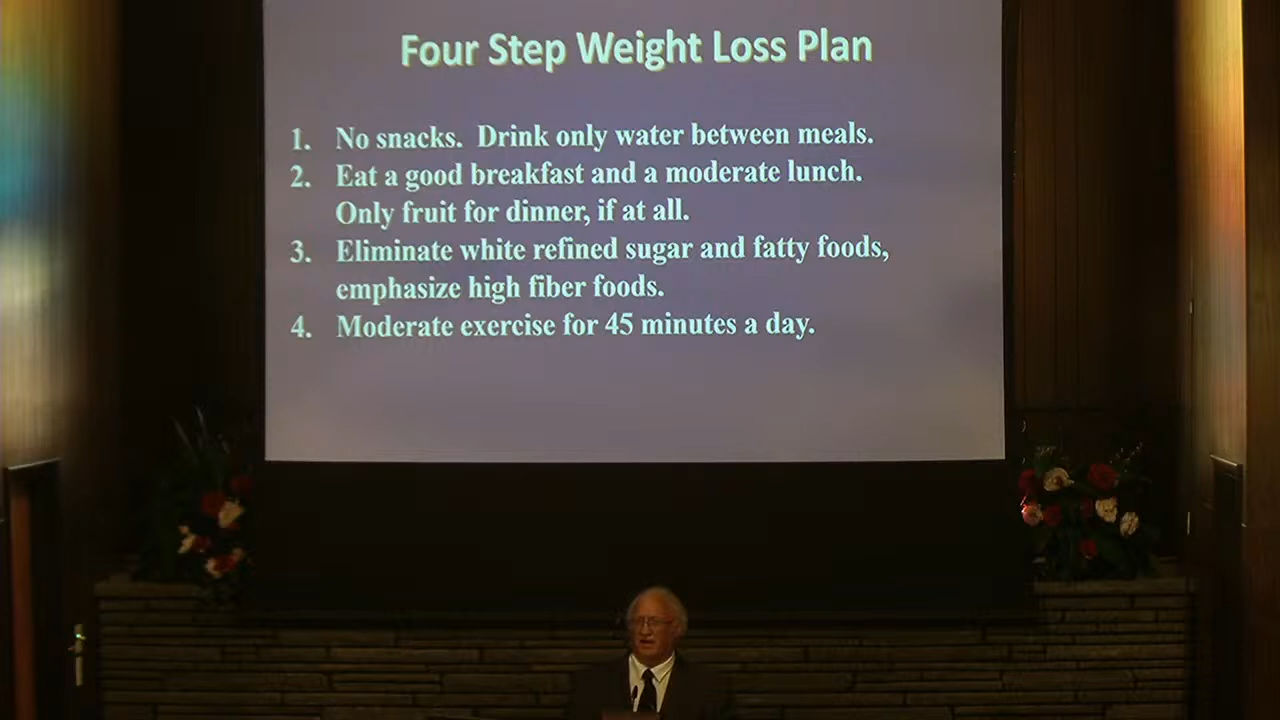 Four Step Weight Loss Plan
1. No snacks. Drink only water between meals.
2. Eat a good breakfast and a moderate lunch.
Only fruit for dinner, if at all.
3. Eliminate white refined sugar and fatty foods,
emphasize high fiber foods.
4. Moderate exercise for 45 minutes a day.